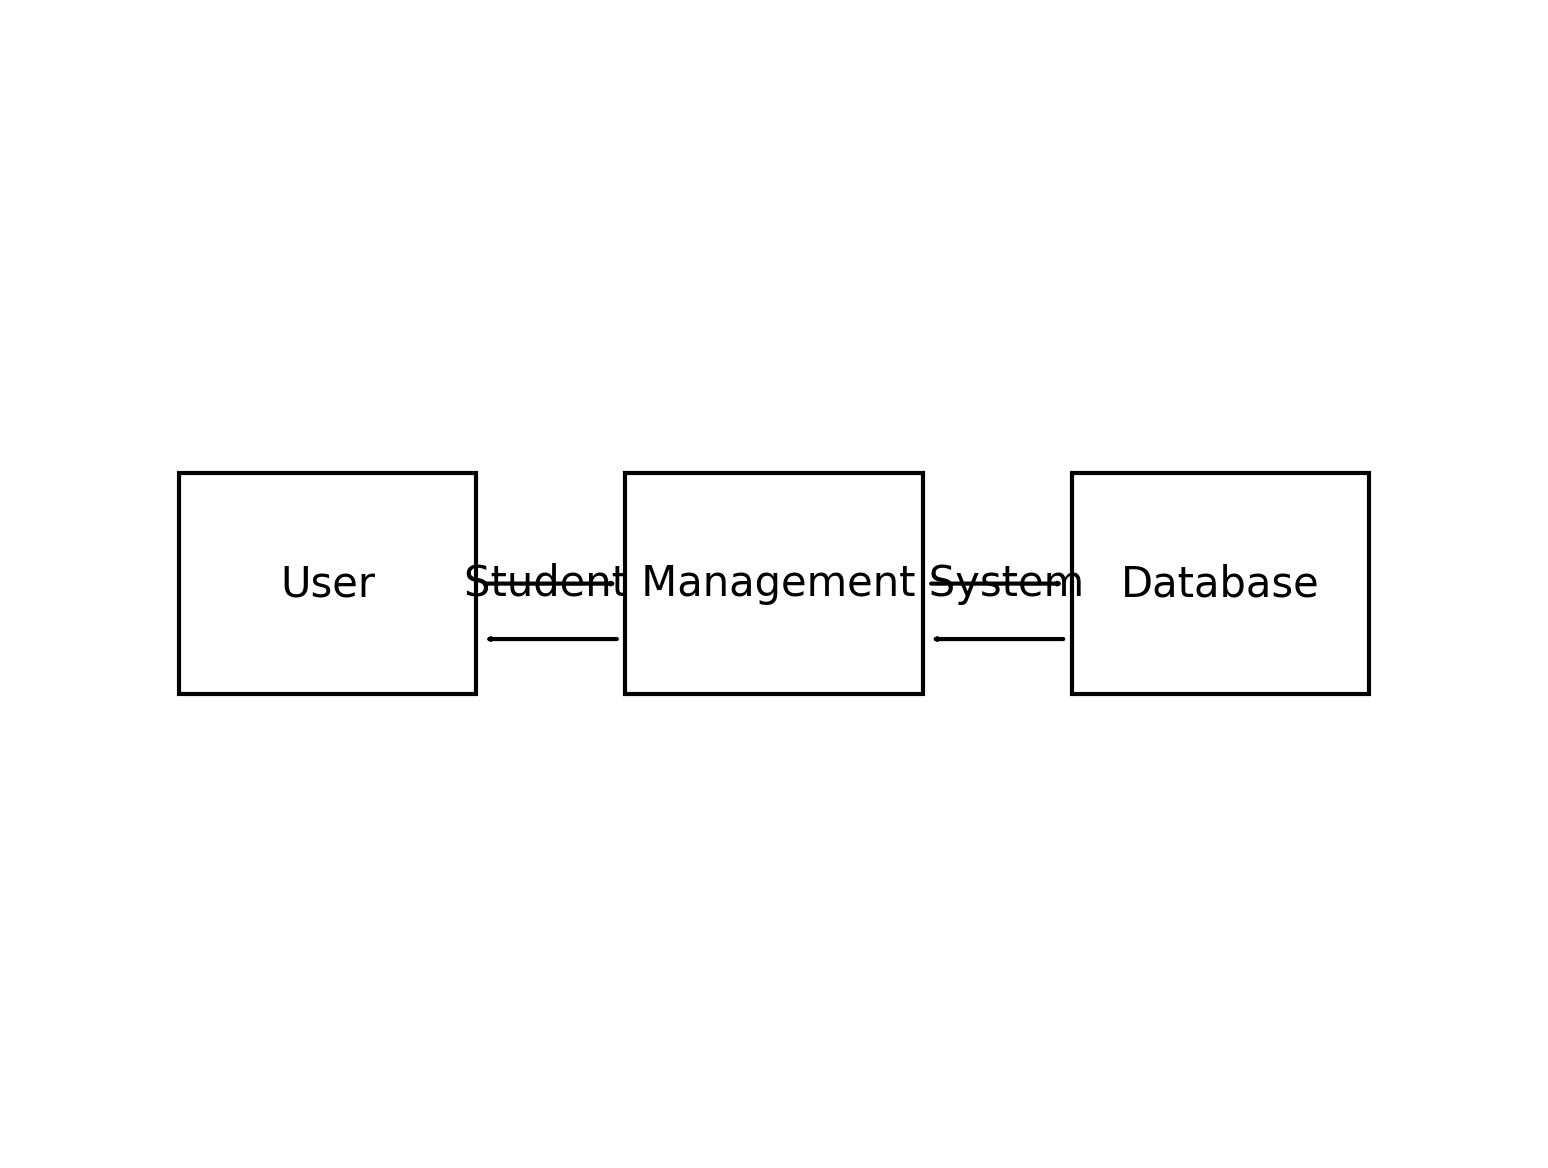 User
Student Management System
Database